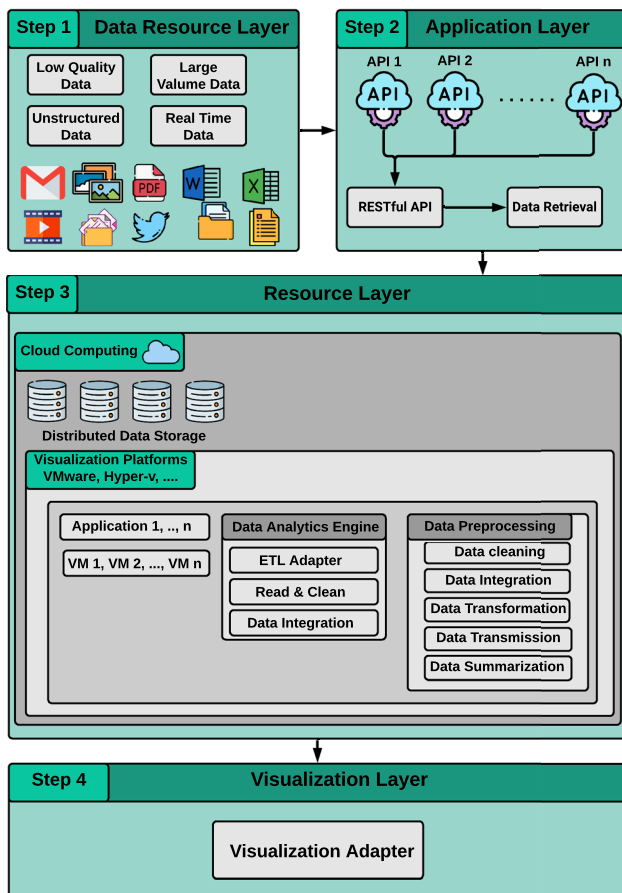 Step 1
Data Resource Layer
Low Quality
Data
Large
Volume Data
Unstructured
Data
Real Time
Data
PDF
W
X
Step 2
Application Layer
API 1
API 2
API n
API
API
......
API
RESTful API
Data Retrieval
Step 3
Resource Layer
Cloud Computing
Distributed Data Storage
Visualization Platforms
VMware, Hyper-v, ....
Application 1, .., n
VM 1, VM 2, ..., VM n
Data Analytics Engine
ETL Adapter
Read & Clean
Data Integration
Data Preprocessing
Data cleaning
Data Integration
Data Transformation
Data Transmission
Data Summarization
Step 4
Visualization Layer
Visualization Adapter